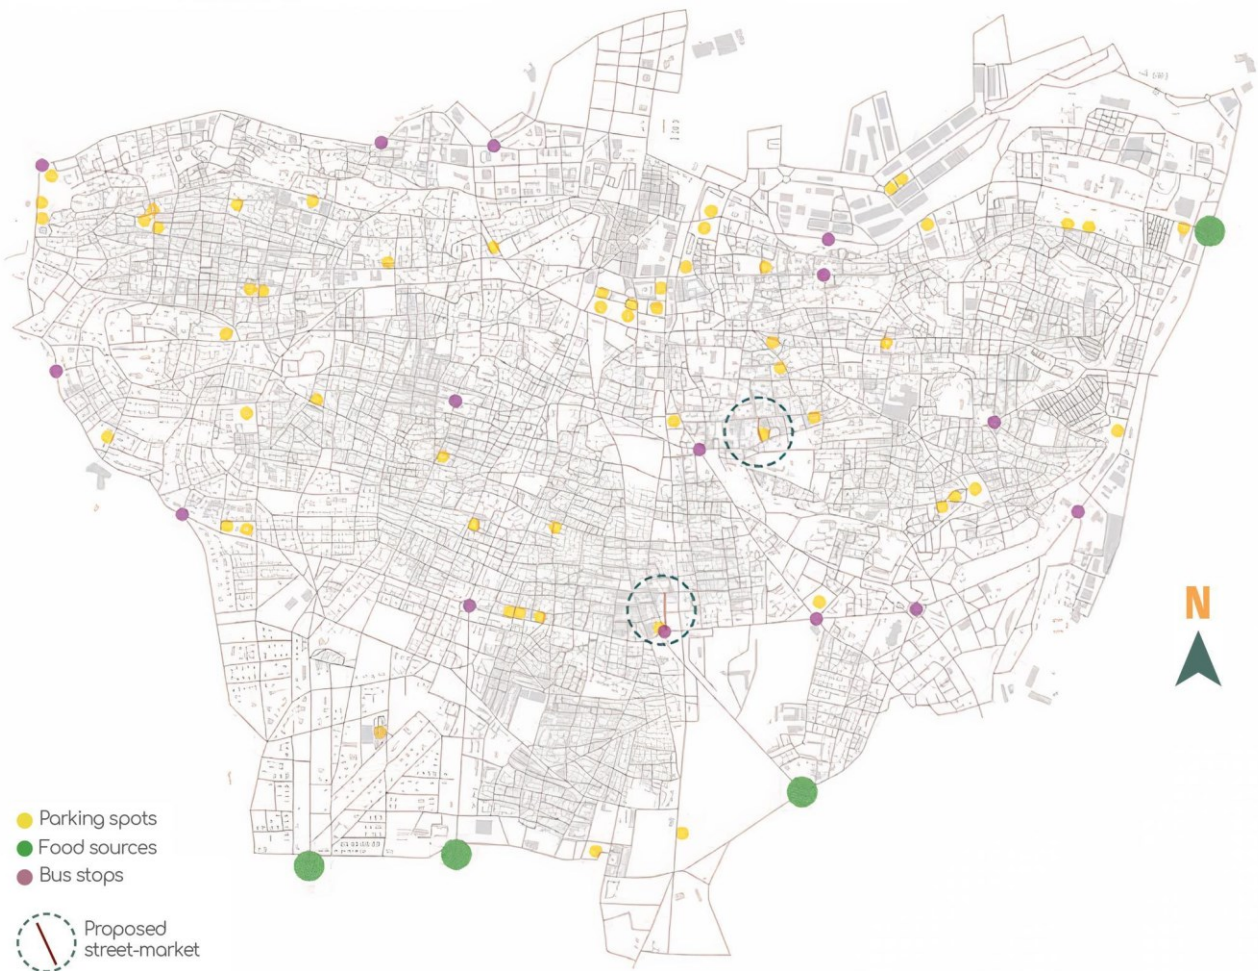 N
Parking spots
Food sources
Bus stops
Proposed
street-market